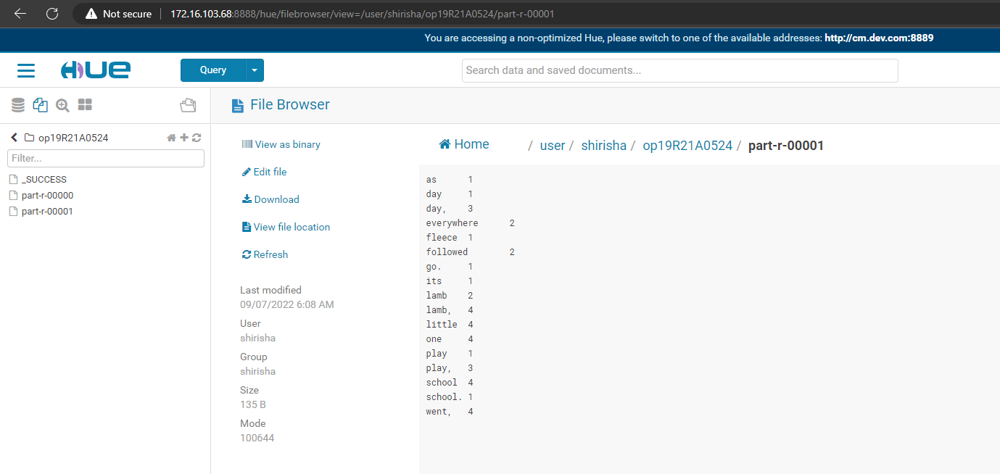 Not secure 172.16.103.68:8888/hue/filebrowser/view=/user/shirisha/op19R21A0524/part-r-00001
You are accessing a non-optimized Hue, please switch to one of the available addresses: http://cm.dev.com:8889
HUE
Query
Search data and saved documents...
File Browser
op19R21A0524
Filter...
_SUCCESS
part-r-00000
part-r-00001
View as binary
Edit file
Download
View file location
Refresh
Last modified
09/07/2022 6:08 AM
User
shirisha
Group
shirisha
Size
135 B
Mode
100644
Home / user / shirisha / op19R21A0524 / part-r-00001
as 1
day 1
day, 3
everywhere 2
fleece 1
followed 2
go. 1
its 1
lamb 2
lamb, 4
little 4
one 4
play 1
play, 3
school 4
school. 1
went, 4